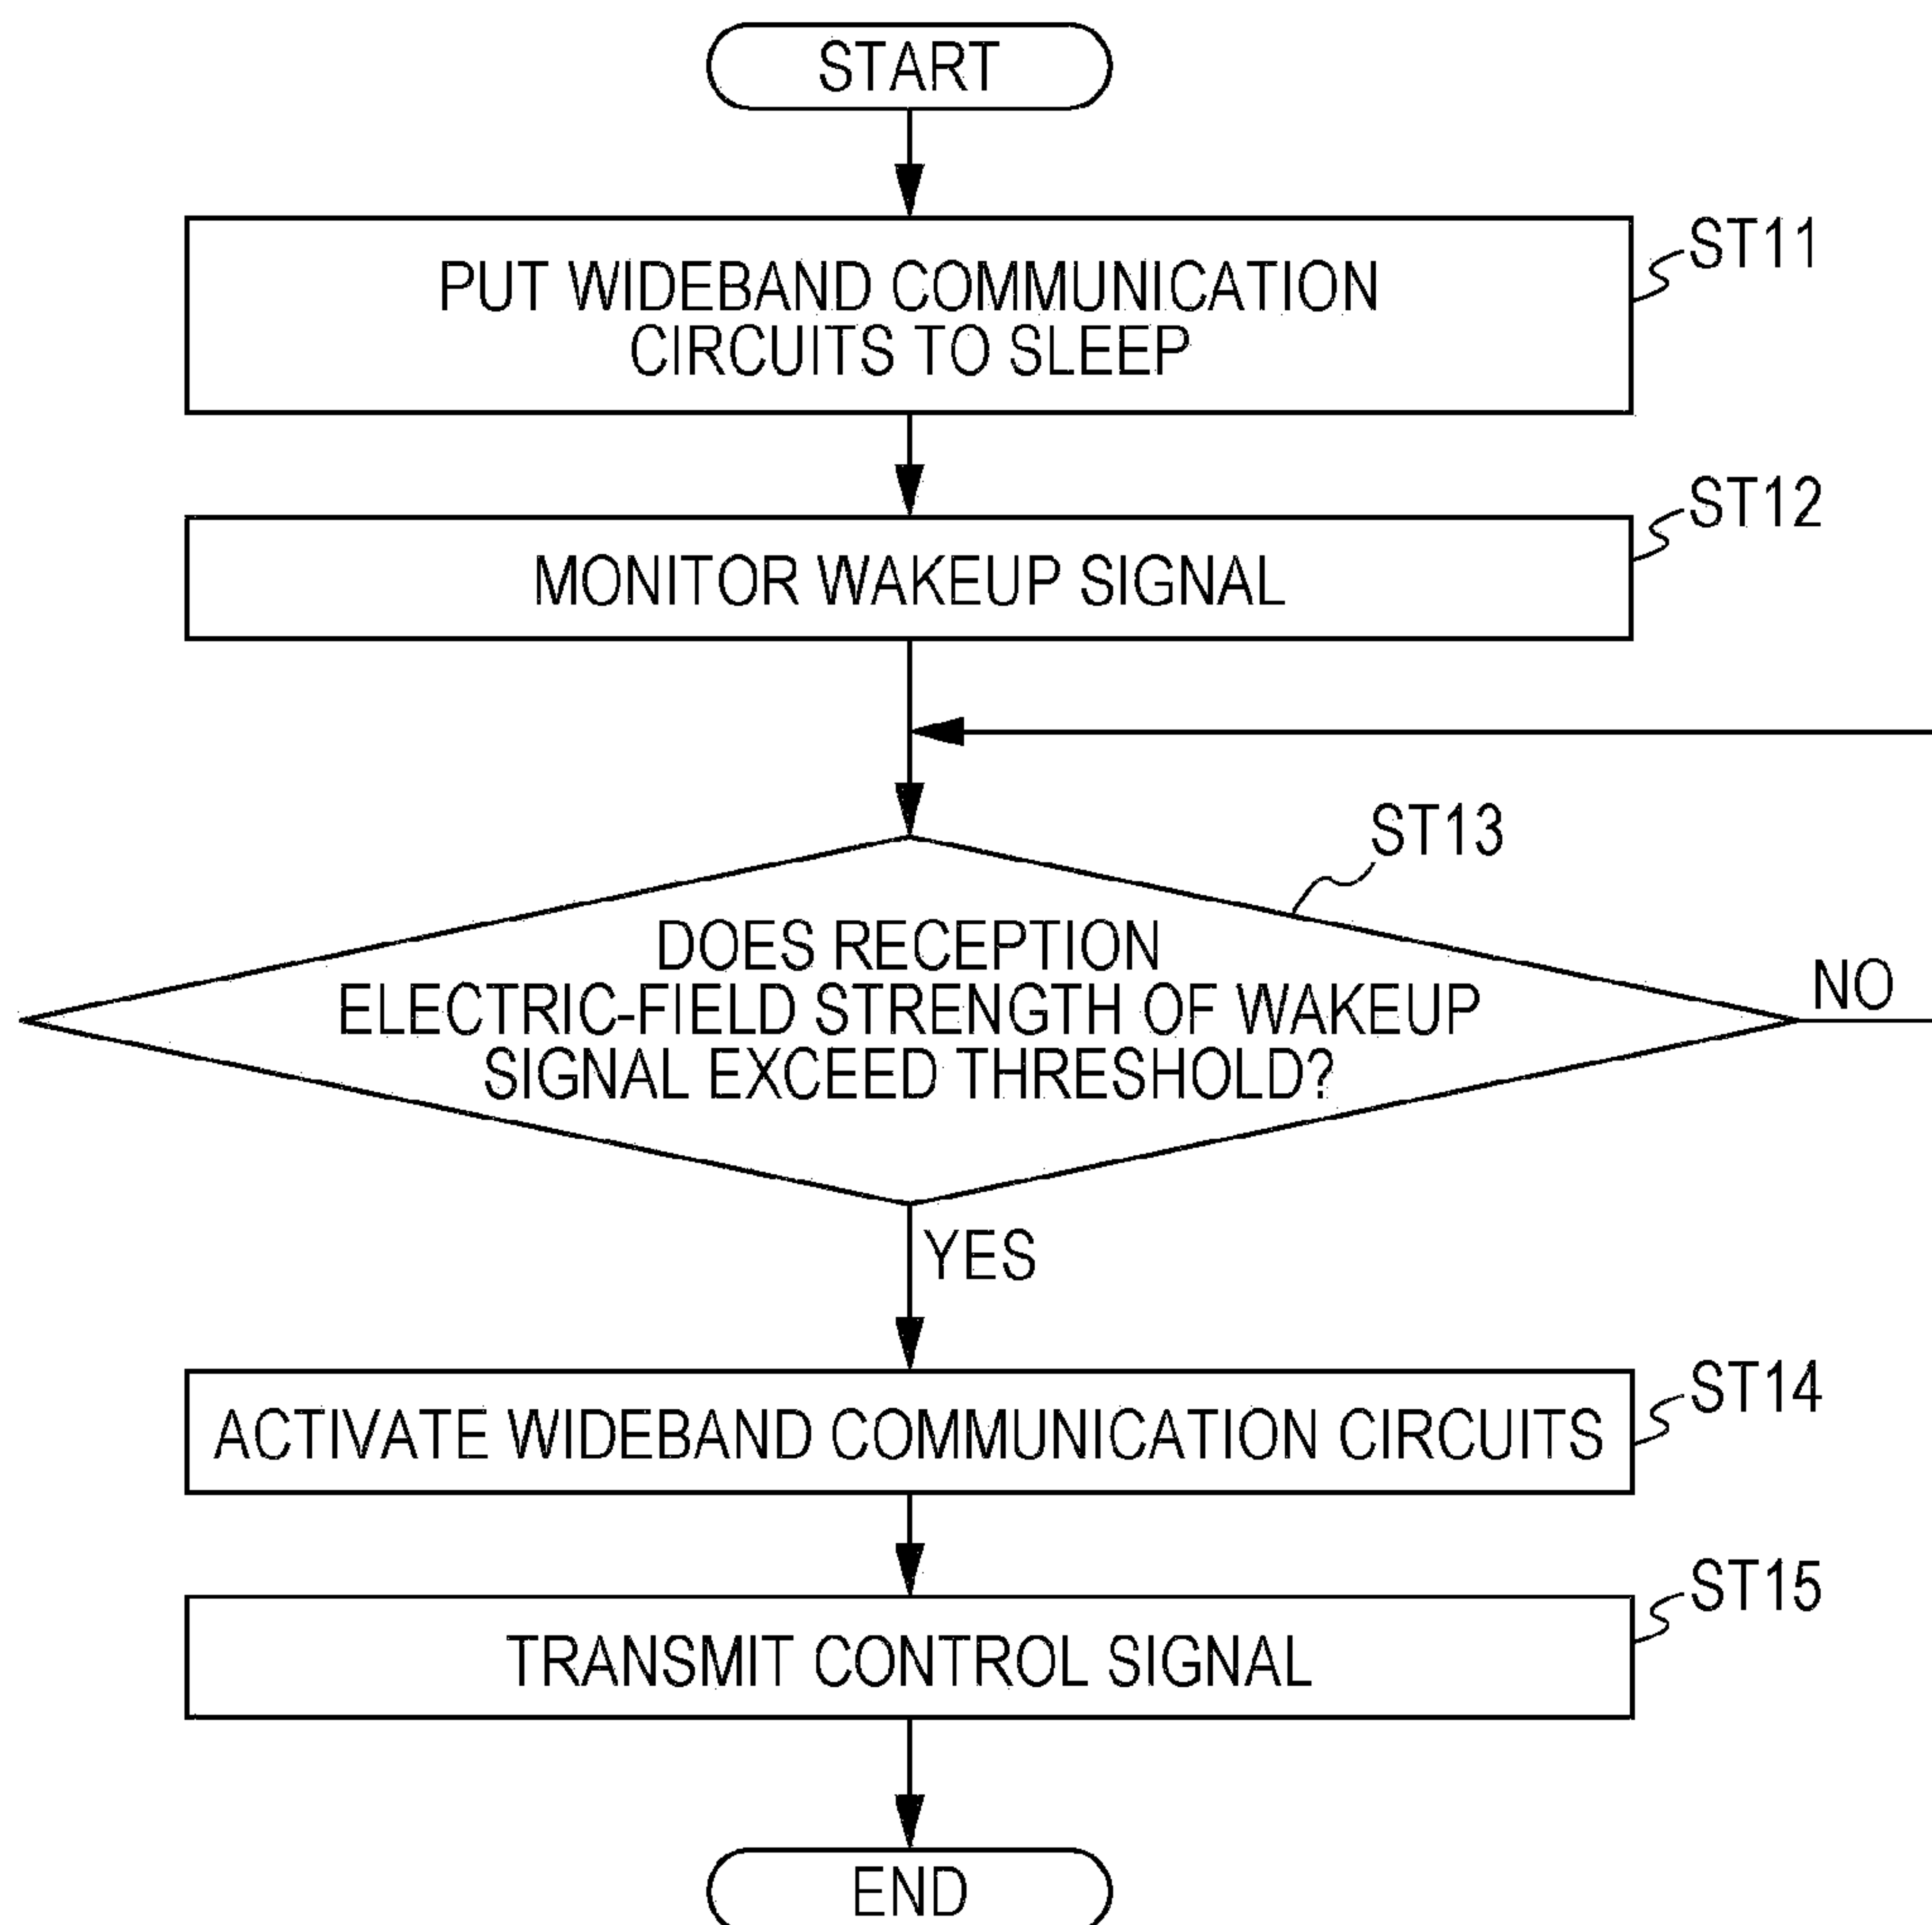 START
PUT WIDEBAND COMMUNICATION
CIRCUITS TO SLEEP
ST11
MONITOR WAKEUP SIGNAL
ST12
ST13
DOES RECEPTION
ELECTRIC-FIELD STRENGTH OF WAKEUP
SIGNAL EXCEED THRESHOLD?
NO
YES
ACTIVATE WIDEBAND COMMUNICATION CIRCUITS
ST14
TRANSMIT CONTROL SIGNAL
ST15
END